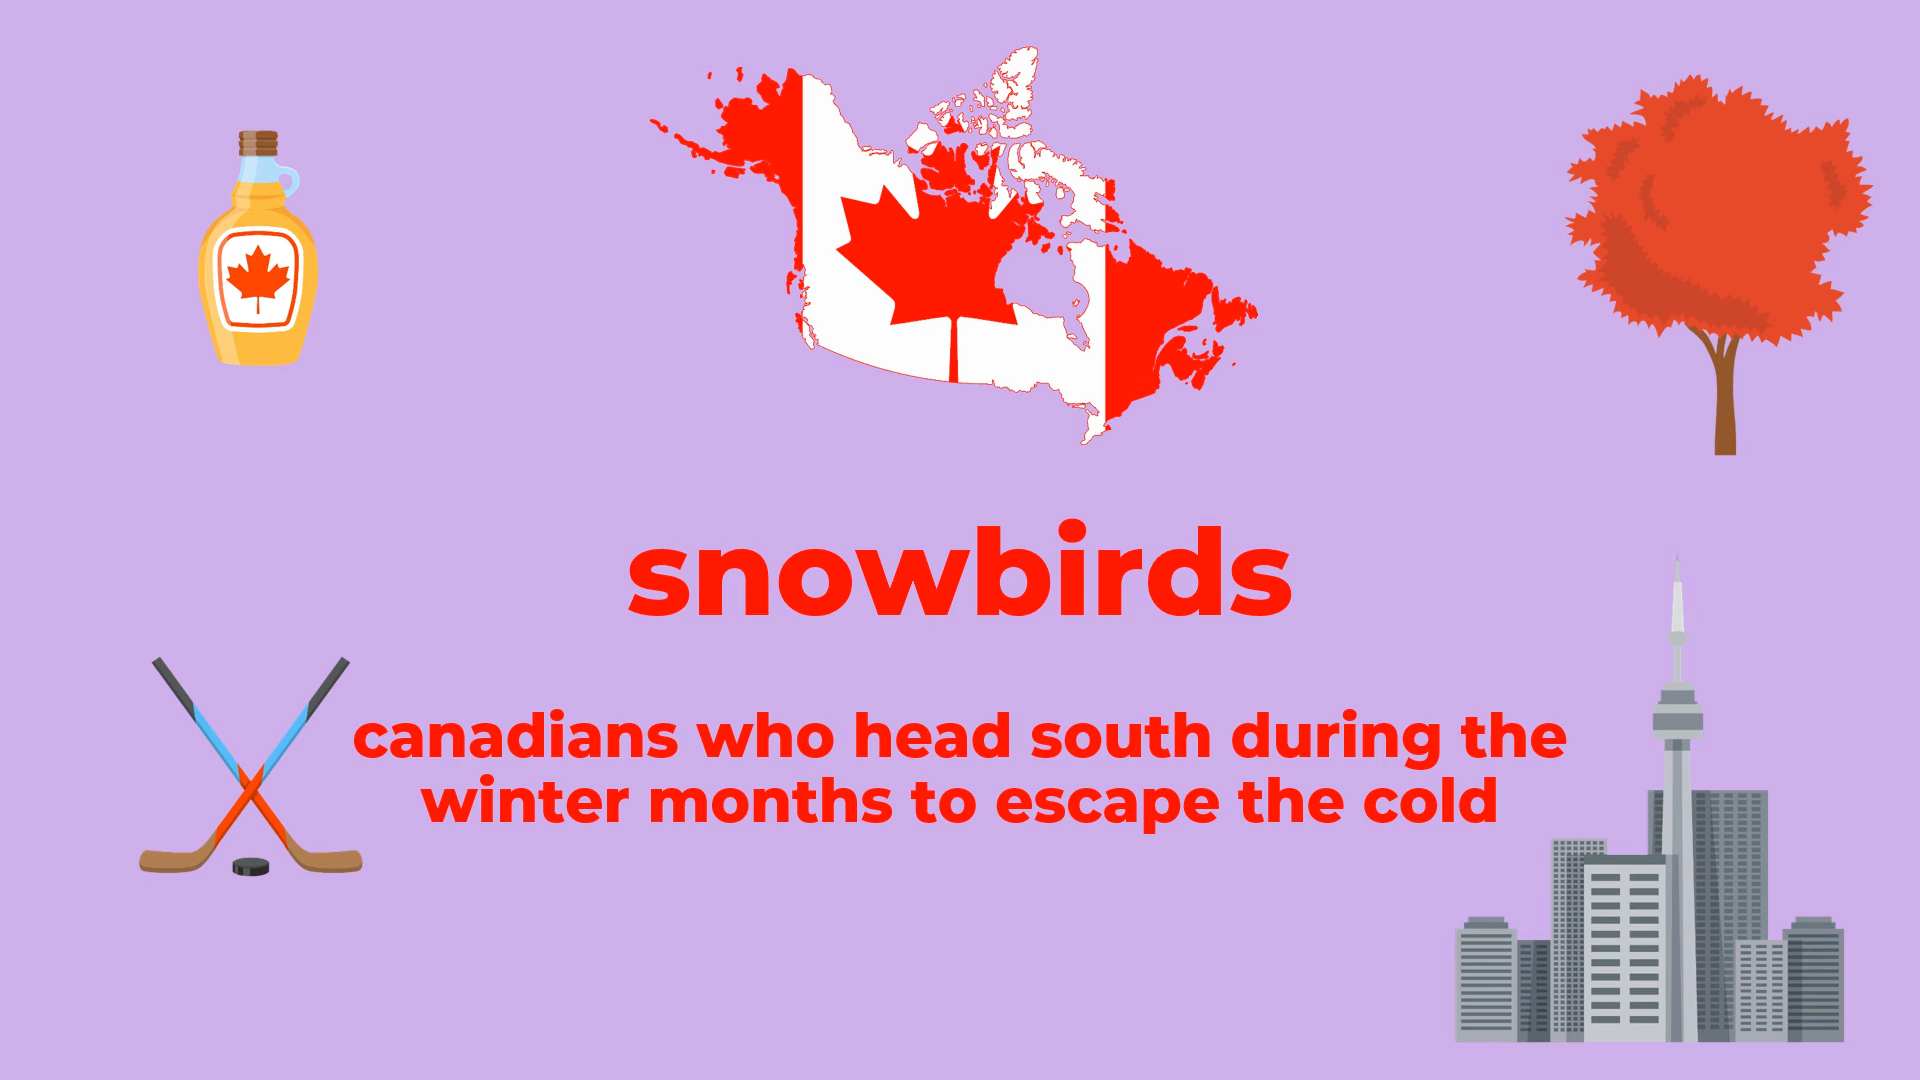 snowbirds
canadians who head south during the
winter months to escape the cold